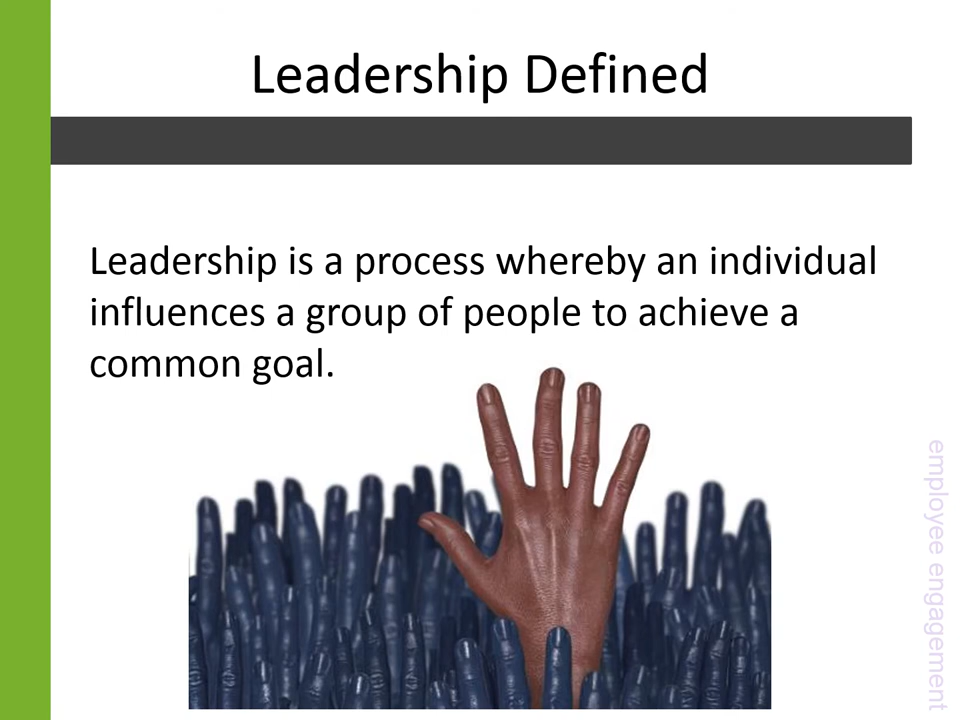 Leadership Defined
Leadership is a process whereby an individual
influences a group of people to achieve a
common goal.
employee engagement